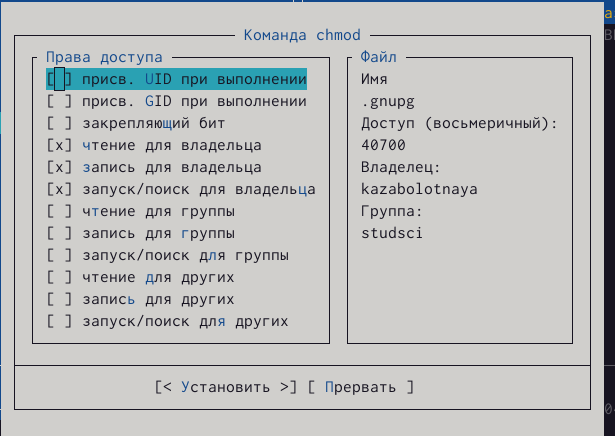 Команда chmod
Права доступа
[ ] присв. UID при выполнении
[ ] присв. GID при выполнении
[ ] закрепляющий бит
[x] чтение для владельца
[x] запись для владельца
[x] запуск/поиск для владельца
[ ] чтение для группы
[ ] запись для группы
[ ] запуск/поиск для группы
[ ] чтение для других
[ ] запись для других
[ ] запуск/поиск для других
Файл
Имя
.gnupg
Доступ (восьмеричный):
40700
Владелец:
kazabolotnaya
Группа:
studsci
[< Установить >] [ Прервать ]